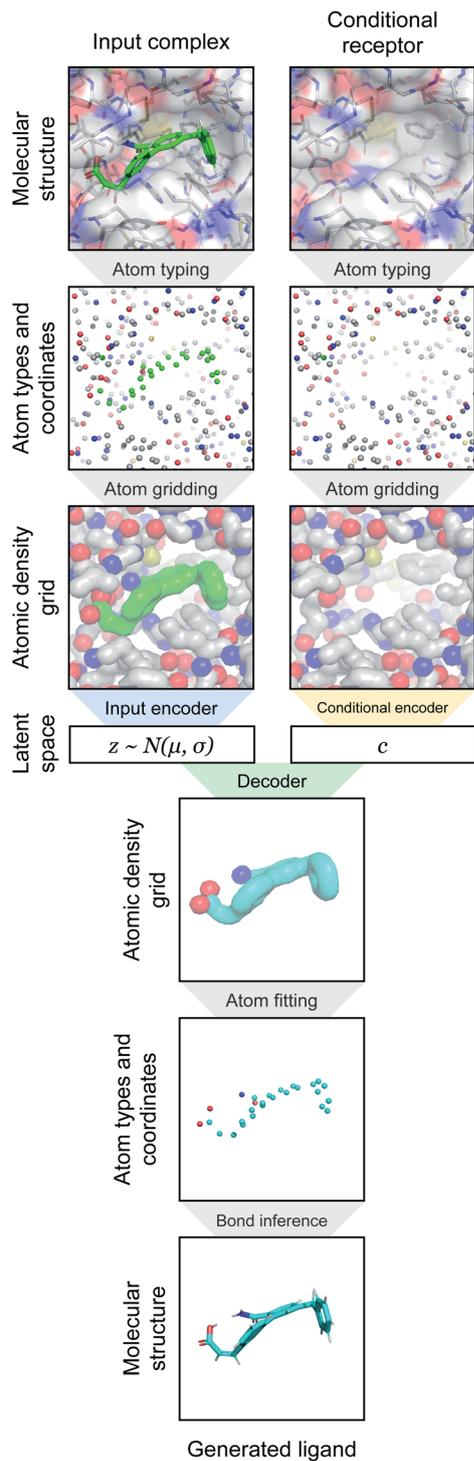 Input complex
Conditional
receptor
Molecular
structure
Atom typing
Atom typing
Atom types and
coordinates
Atom gridding
Atom gridding
Atomic density
grid
Input encoder
Conditional encoder
Latent
space
z ~ N(μ, σ)
c
Decoder
Atomic density
grid
Atom fitting
Atom types and
coordinates
Bond inference
Molecular
structure
Generated ligand